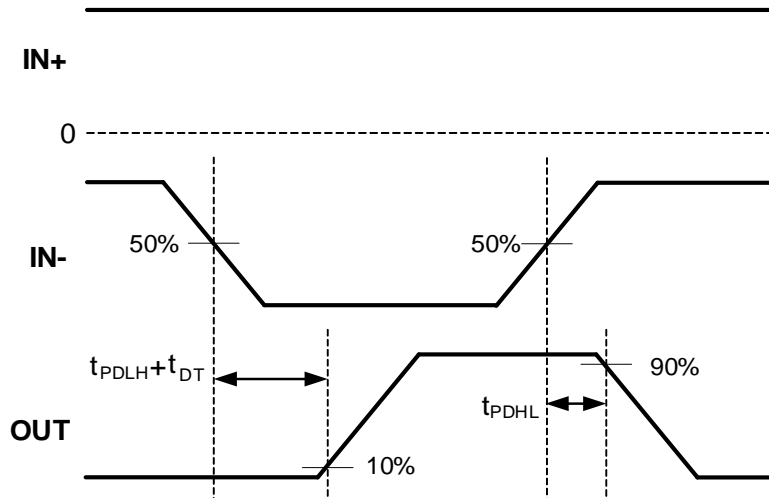 IN+
0
50%
50%
IN-
tPDLH+tDT
90%
tPDHL
OUT
10%